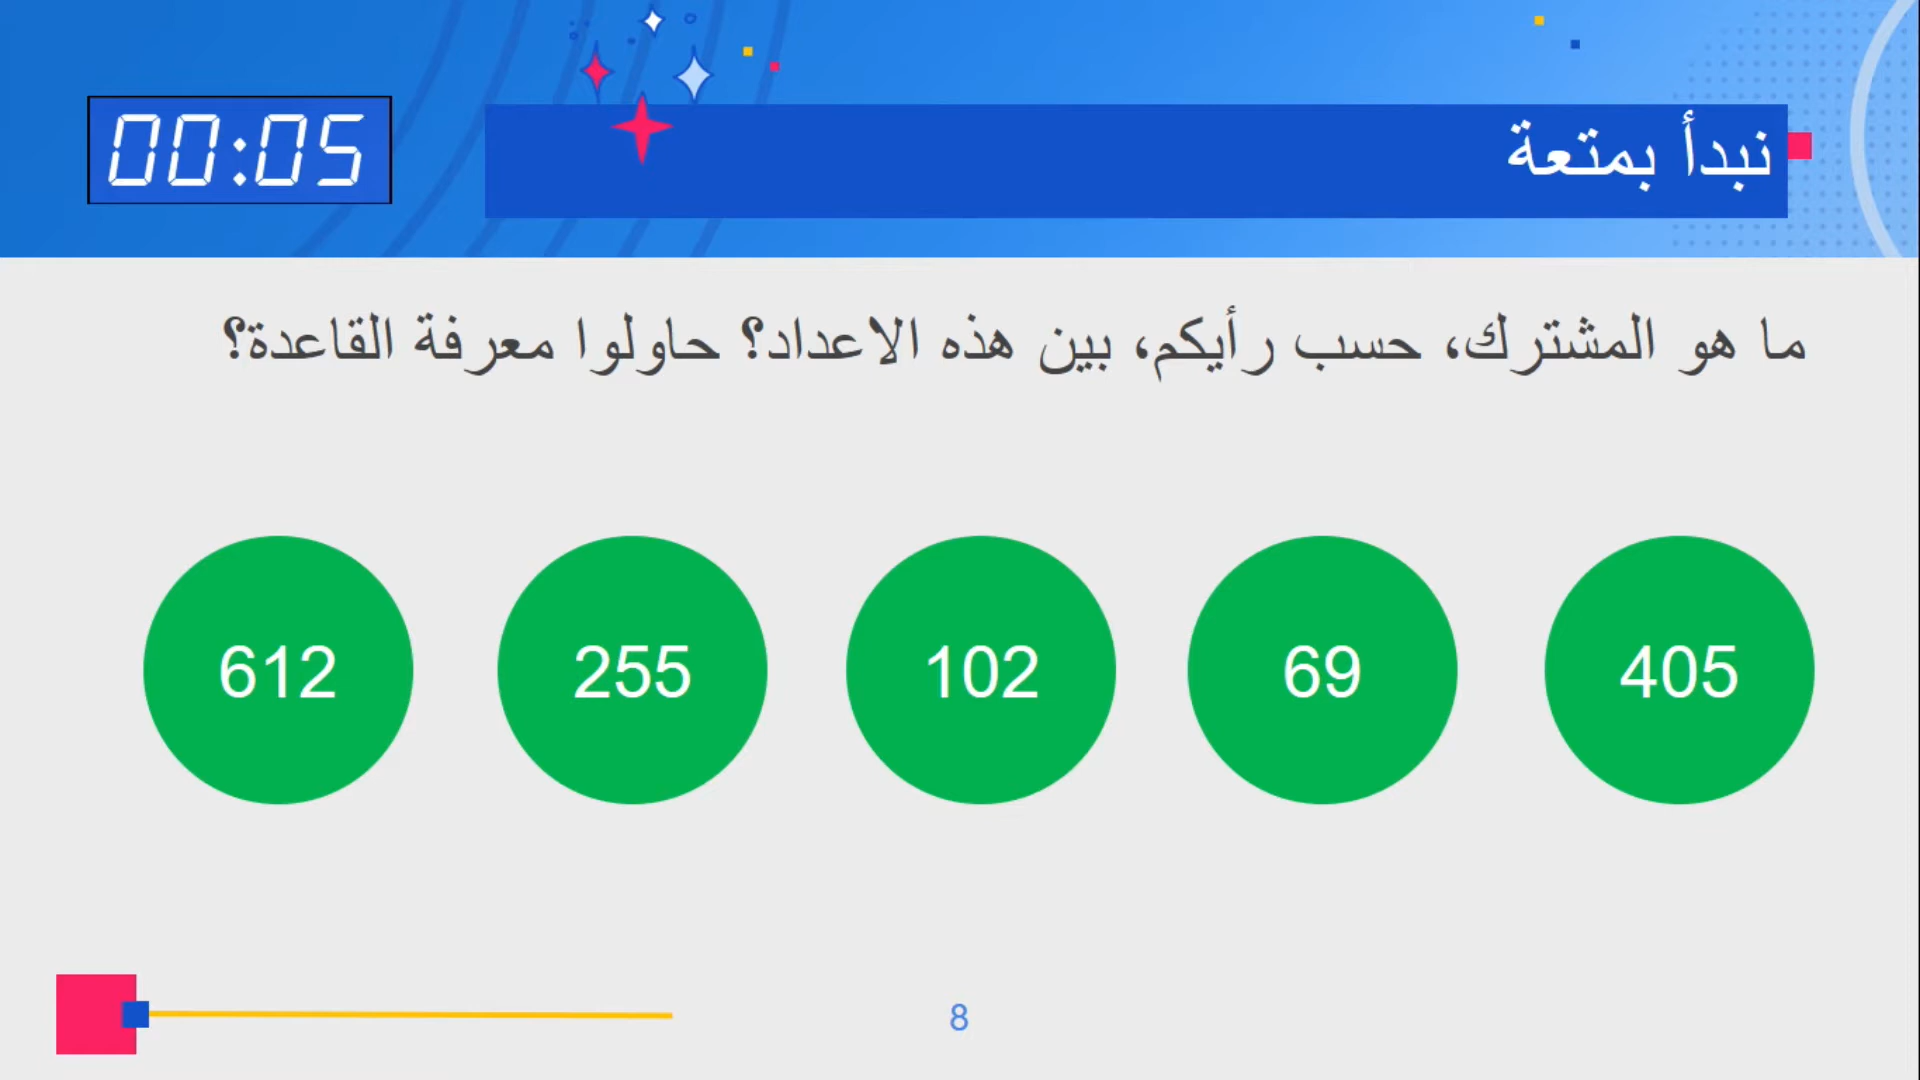 نبدأ بمتعة
00:05
ما هو المشترك، حسب رأيكم، بين هذه الاعداد؟ حاولوا معرفة القاعدة؟
612 255 102 69 405
8